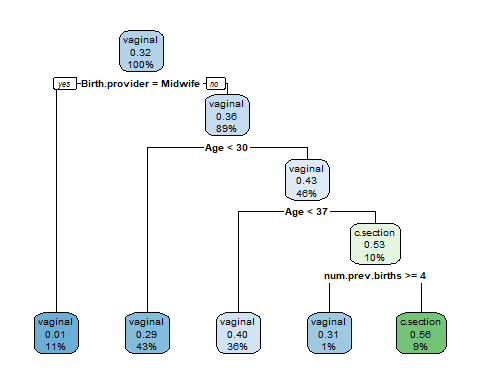 vaginal
0.32
100%
yes Birth.provider = Midwife no
vaginal
0.36
89%
Age < 30
vaginal
0.43
46%
Age < 37
c.section
0.53
10%
num.prev.births >= 4
vaginal vaginal vaginal vaginal c.section
0.01 0.29 0.40 0.31 0.56
11% 43% 36% 1% 9%